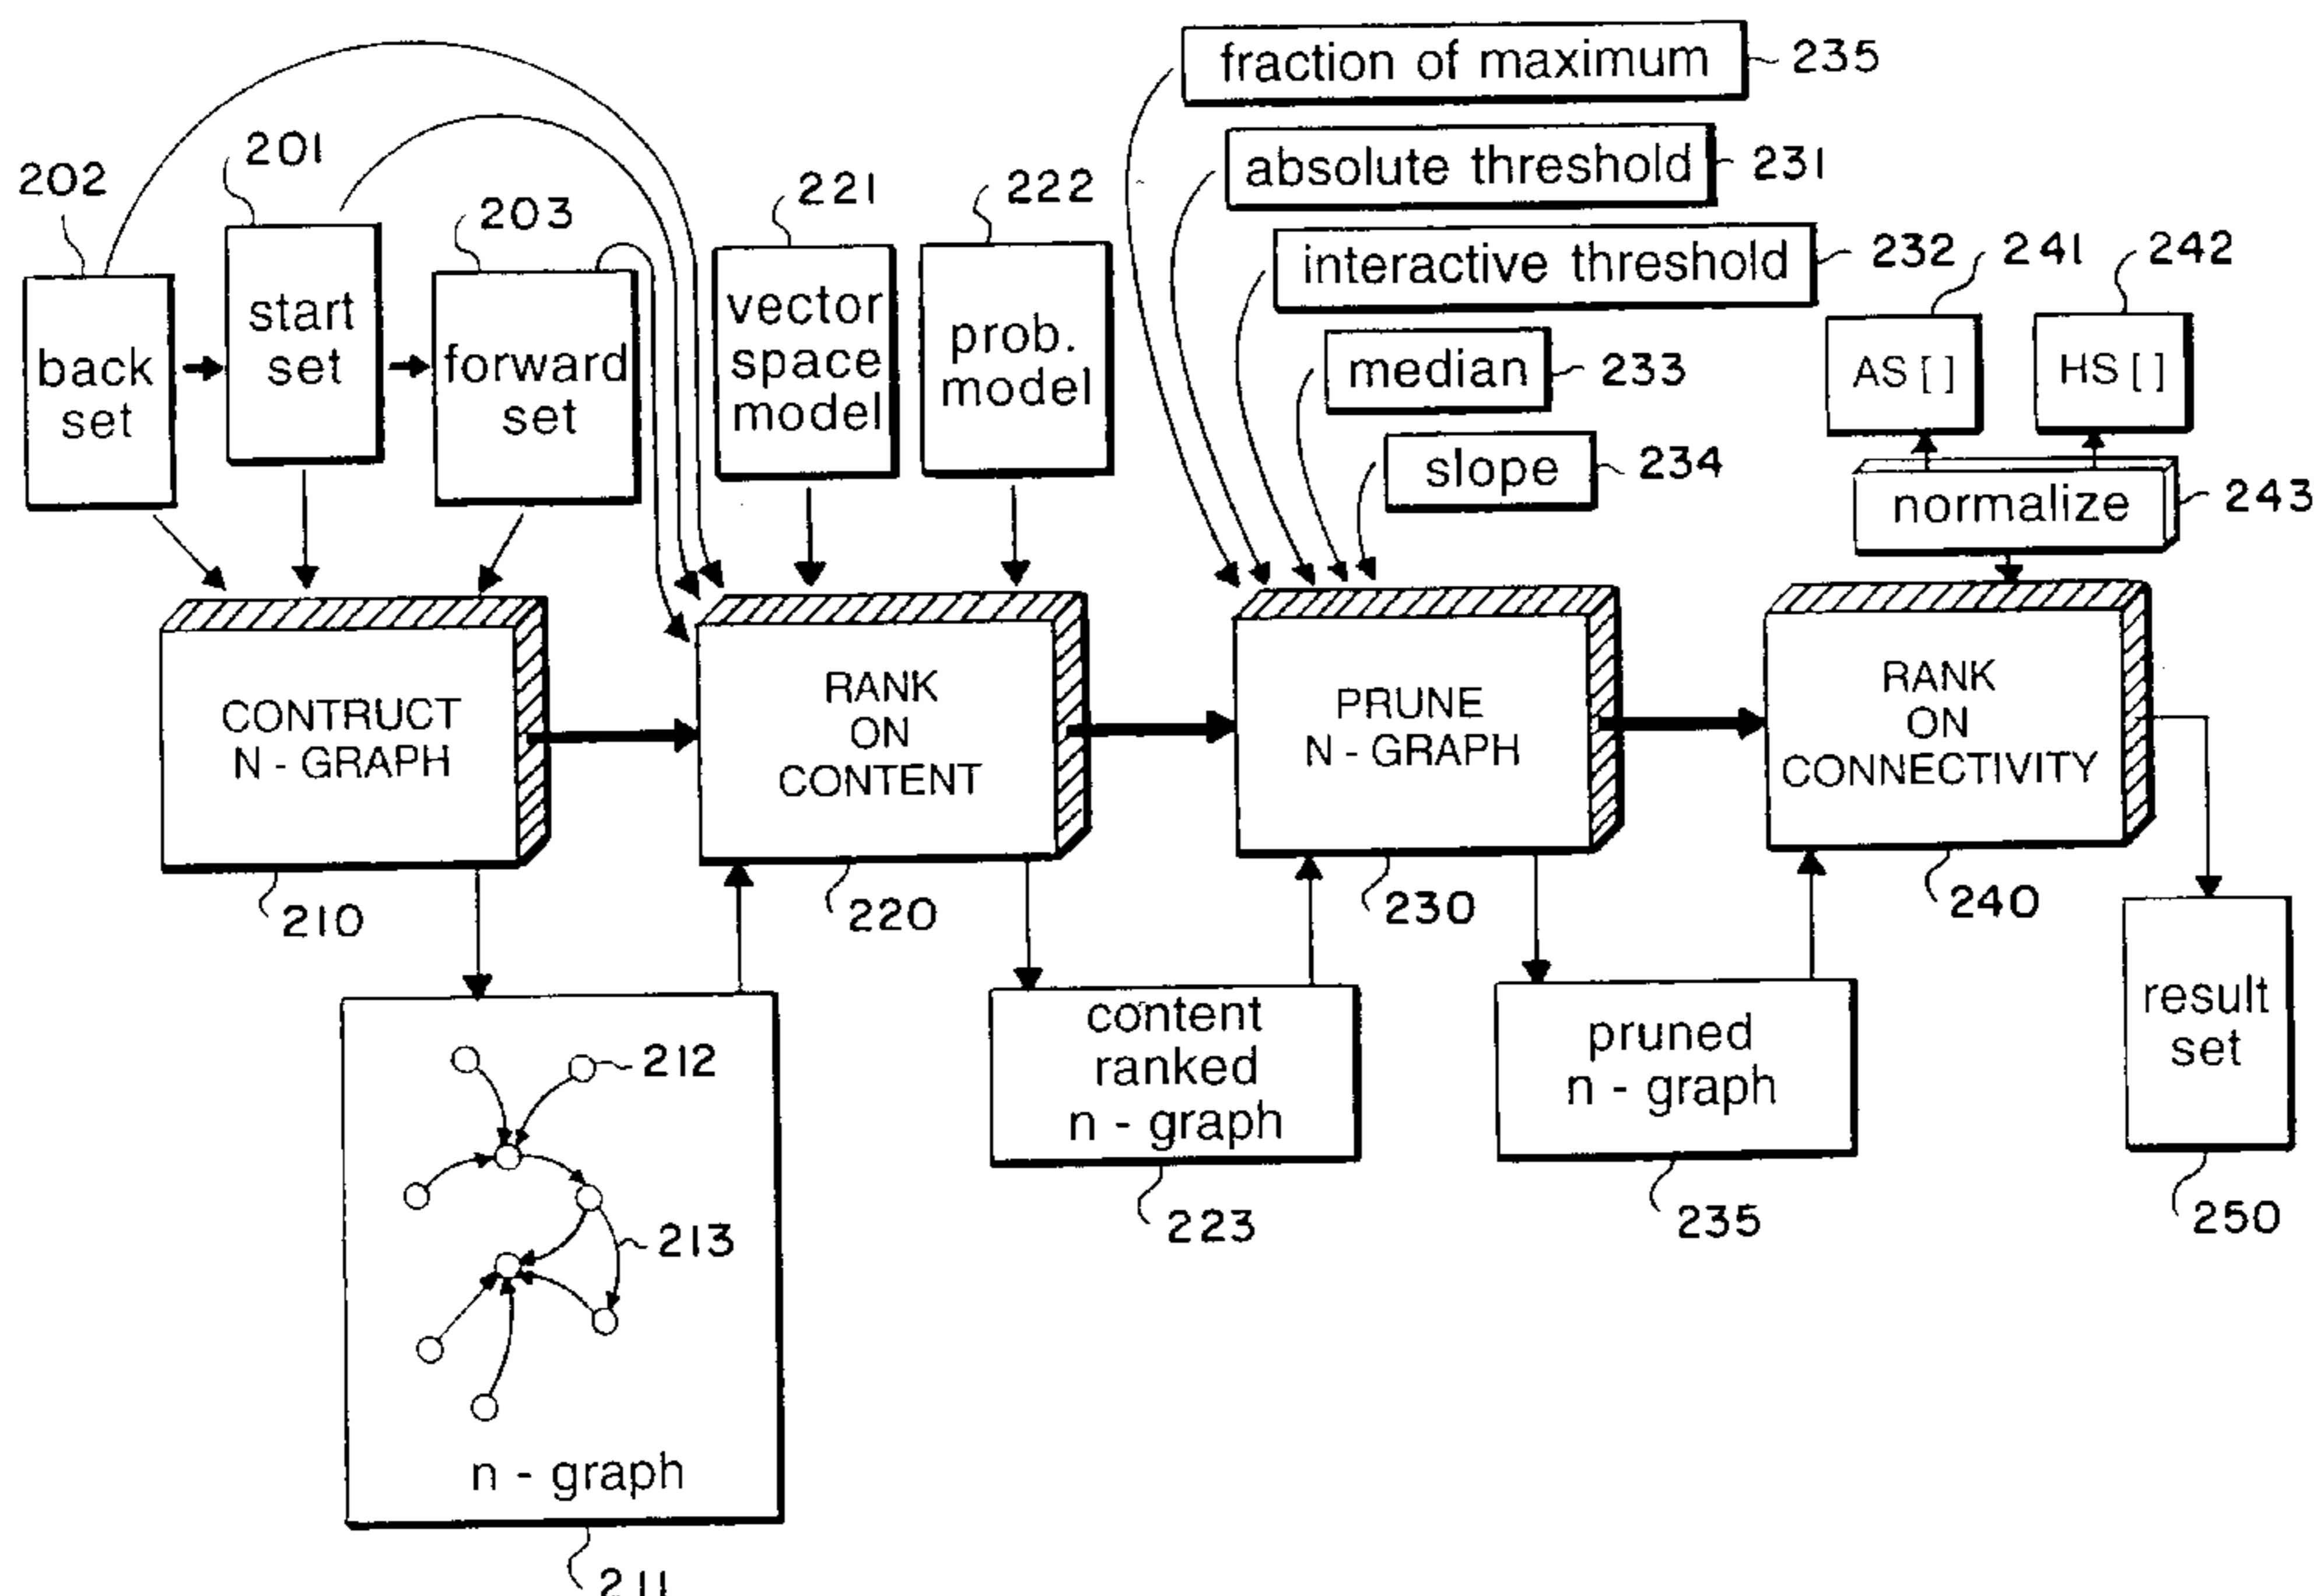 fraction of maximum 235
absolute threshold 231
interactive threshold 232
median 233
slope 234
202
201
203
221
222
241
242
back
set
start
set
forward
set
vector
space
model
prob.
model
AS [ ]
HS [ ]
normalize 243
CONTRUCT
N - GRAPH
RANK
ON
CONTENT
PRUNE
N - GRAPH
RANK
ON
CONNECTIVITY
210
220
230
240
212
213
n - graph
211
content
ranked
n - graph
223
pruned
n - graph
235
result
set
250